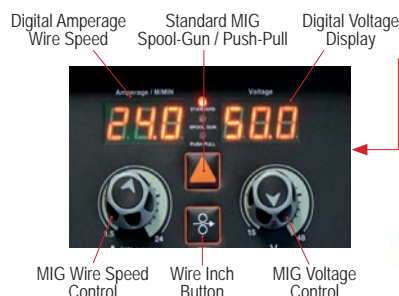 Digital Amperage
Wire Speed
Standard MIG
Spool-Gun / Push-Pull
Digital Voltage
Display
Amperage / M/MIN
Voltage
STANDARD
SPOOL GUN
PUSH PULL
24.0
50.0
24
15
48
MIG Wire Speed
Control
Wire Inch
Button
MIG Voltage
Control